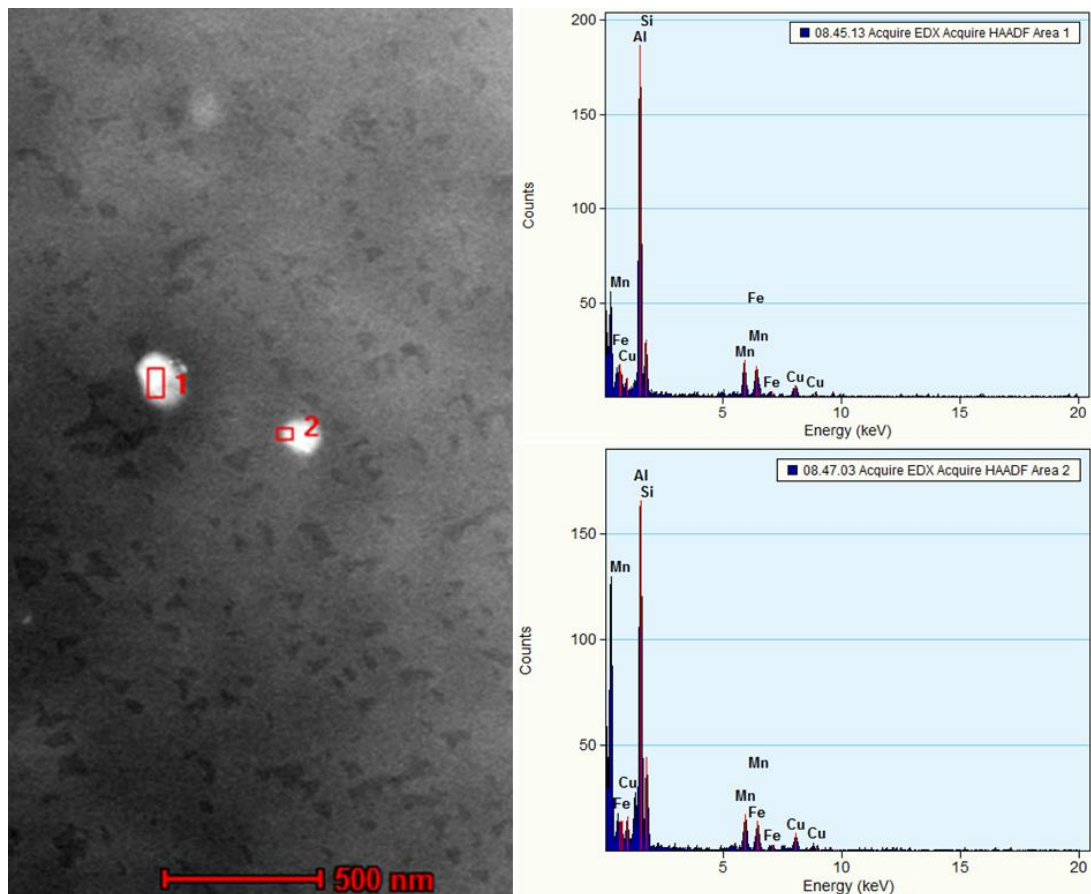 1
2
500 nm
08.45.13 Acquire EDX Acquire HAADF Area 1
200
150
100
50
Counts
Si
Al
Mn
Fe
Cu
Fe
Mn
Mn
Fe
Cu
Cu
5
10
15
20
Energy (keV)
08.47.03 Acquire EDX Acquire HAADF Area 2
150
100
50
Counts
Al
Si
Mn
Cu
Fe
Mn
Mn
Fe
Fe
Cu
Cu
5
10
15
20
Energy (keV)